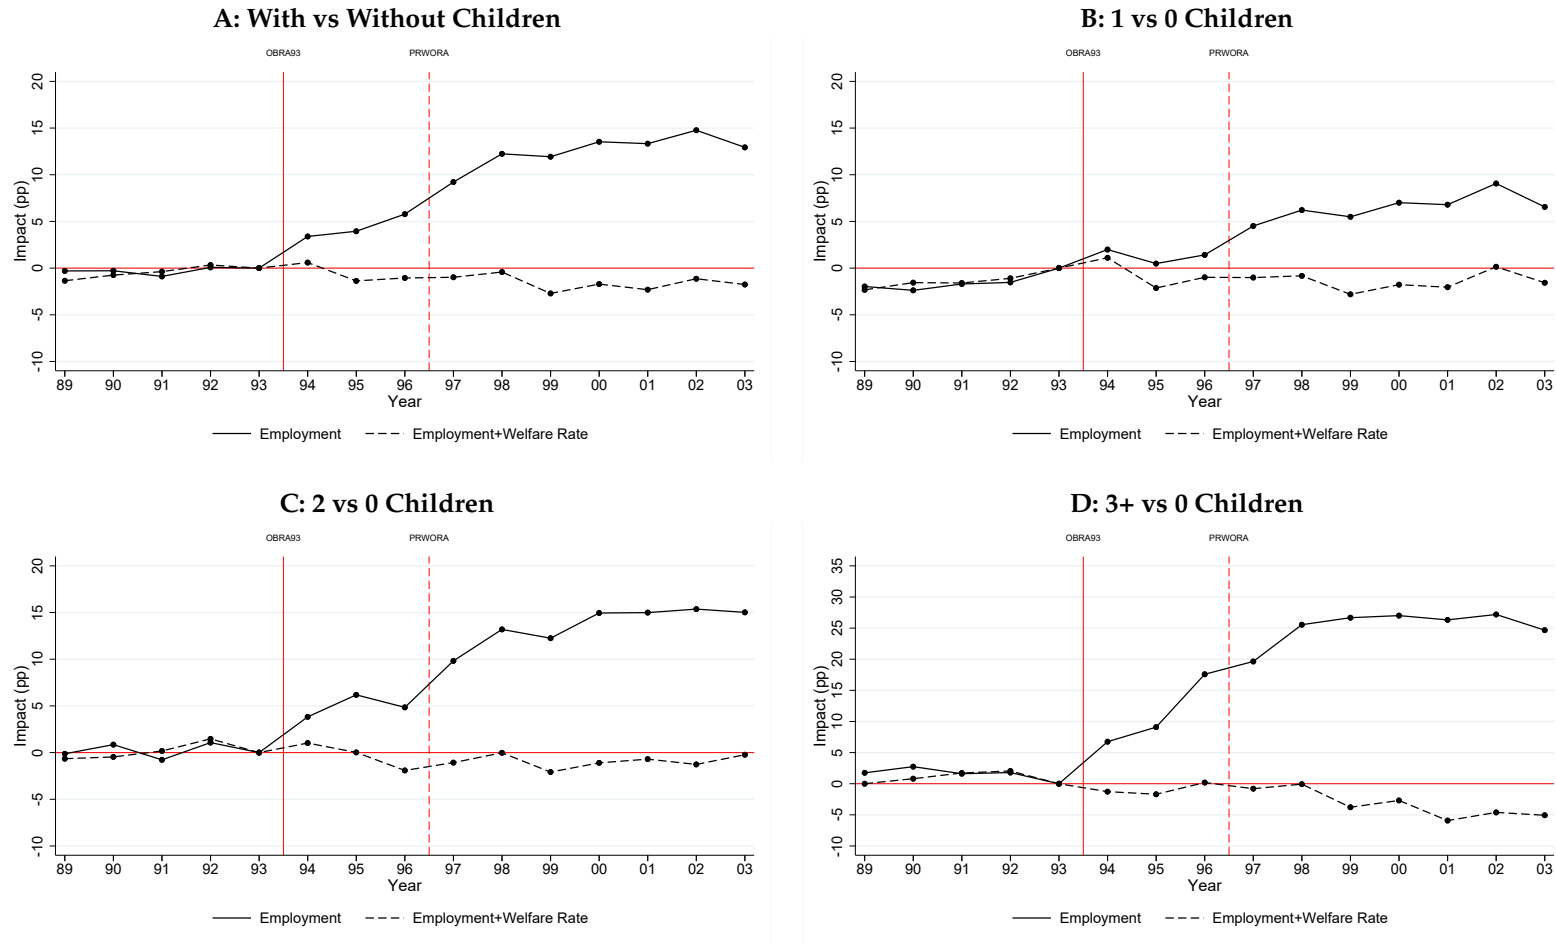 A: With vs Without Children
OBRA93 PRWORA
Impact (pp)
20
15
10
5
0
-5
-10
89 90 91 92 93 94 95 96 97 98 99 00 01 02 03
Year
Employment Employment+Welfare Rate
B: 1 vs 0 Children
OBRA93 PRWORA
Impact (pp)
20
15
10
5
0
-5
-10
89 90 91 92 93 94 95 96 97 98 99 00 01 02 03
Year
Employment Employment+Welfare Rate
C: 2 vs 0 Children
OBRA93 PRWORA
Impact (pp)
20
15
10
5
0
-5
-10
89 90 91 92 93 94 95 96 97 98 99 00 01 02 03
Year
Employment Employment+Welfare Rate
D: 3+ vs 0 Children
OBRA93 PRWORA
Impact (pp)
35
30
25
20
15
10
5
0
-5
-10
89 90 91 92 93 94 95 96 97 98 99 00 01 02 03
Year
Employment Employment+Welfare Rate